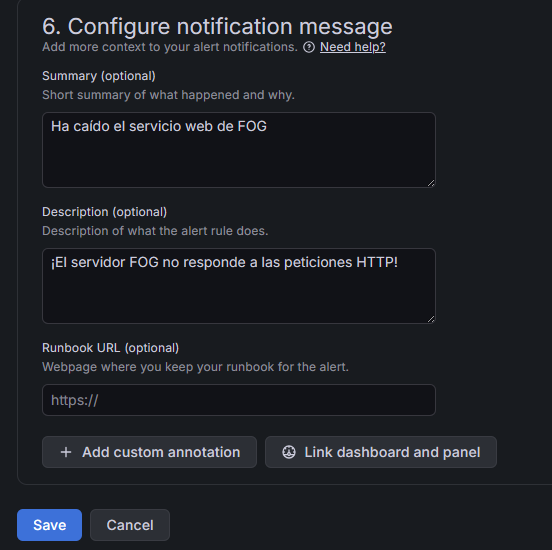 6. Configure notification message
Add more context to your alert notifications. Need help?
Summary (optional)
Short summary of what happened and why.
Ha caído el servicio web de FOG
Description (optional)
Description of what the alert rule does.
¡El servidor FOG no responde a las peticiones HTTP!
Runbook URL (optional)
Webpage where you keep your runbook for the alert.
https://
+ Add custom annotation Link dashboard and panel
Save Cancel